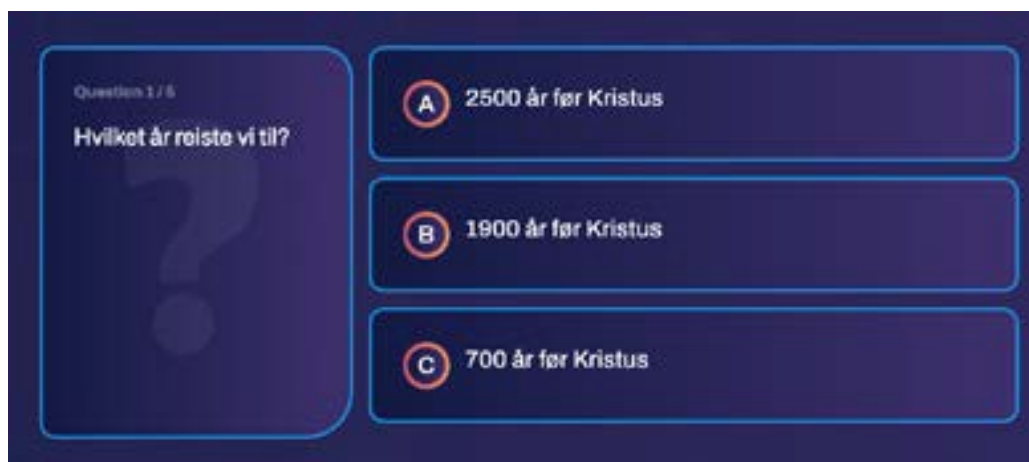 Question 1 / 6
Hvilket år reiste vi til?
A
2500 år før Kristus
B
1900 år før Kristus
C
700 år før Kristus